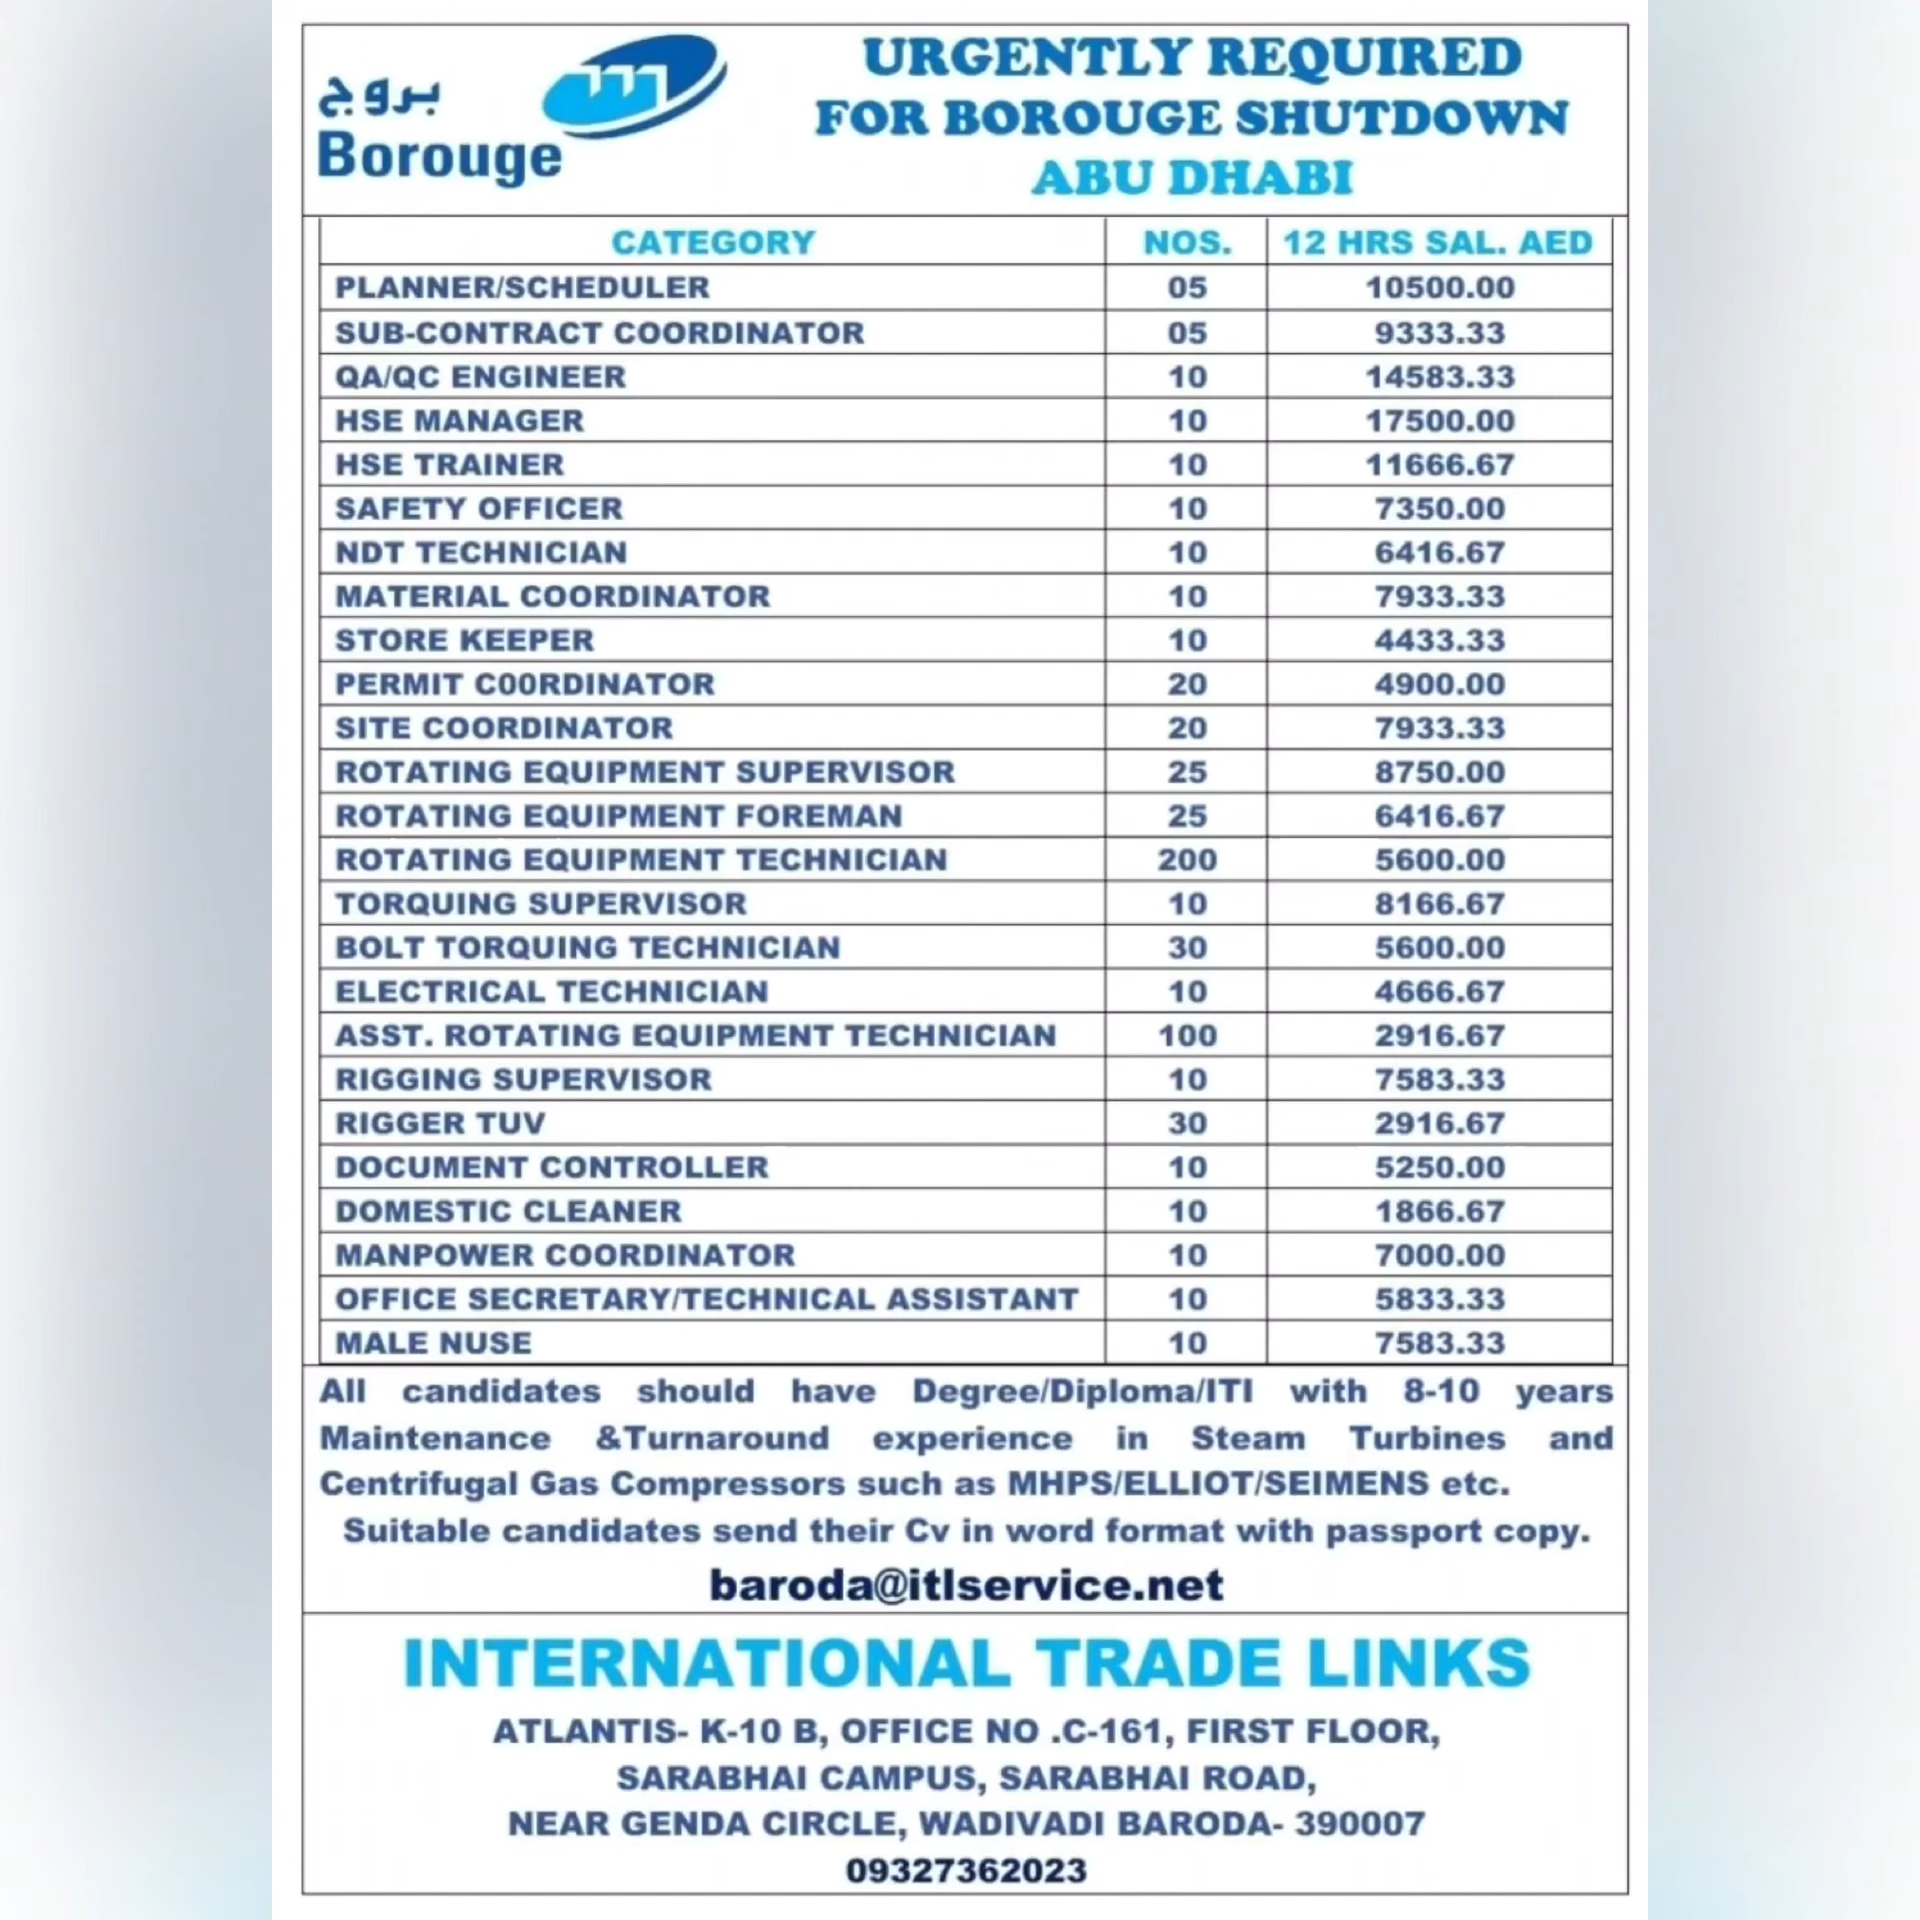 بروج
Borouge
URGENTLY REQUIRED
FOR BOROUGE SHUTDOWN
ABU DHABI
CATEGORY NOS. 12 HRS SAL. AED
PLANNER/SCHEDULER 05 10500.00
SUB-CONTRACT COORDINATOR 05 9333.33
QA/QC ENGINEER 10 14583.33
HSE MANAGER 10 17500.00
HSE TRAINER 10 11666.67
SAFETY OFFICER 10 7350.00
NDT TECHNICIAN 10 6416.67
MATERIAL COORDINATOR 10 7933.33
STORE KEEPER 10 4433.33
PERMIT C00RDINATOR 20 4900.00
SITE COORDINATOR 20 7933.33
ROTATING EQUIPMENT SUPERVISOR 25 8750.00
ROTATING EQUIPMENT FOREMAN 25 6416.67
ROTATING EQUIPMENT TECHNICIAN 200 5600.00
TORQUING SUPERVISOR 10 8166.67
BOLT TORQUING TECHNICIAN 30 5600.00
ELECTRICAL TECHNICIAN 10 4666.67
ASST. ROTATING EQUIPMENT TECHNICIAN 100 2916.67
RIGGING SUPERVISOR 10 7583.33
RIGGER TUV 30 2916.67
DOCUMENT CONTROLLER 10 5250.00
DOMESTIC CLEANER 10 1866.67
MANPOWER COORDINATOR 10 7000.00
OFFICE SECRETARY/TECHNICAL ASSISTANT 10 5833.33
MALE NUSE 10 7583.33
All candidates should have Degree/Diploma/ITI with 8-10 years
Maintenance &Turnaround experience in Steam Turbines and
Centrifugal Gas Compressors such as MHPS/ELLIOT/SEIMENS etc.
Suitable candidates send their Cv in word format with passport copy.
baroda@itlservice.net
INTERNATIONAL TRADE LINKS
ATLANTIS- K-10 B, OFFICE NO .C-161, FIRST FLOOR,
SARABHAI CAMPUS, SARABHAI ROAD,
NEAR GENDA CIRCLE, WADIVADI BARODA- 390007
09327362023